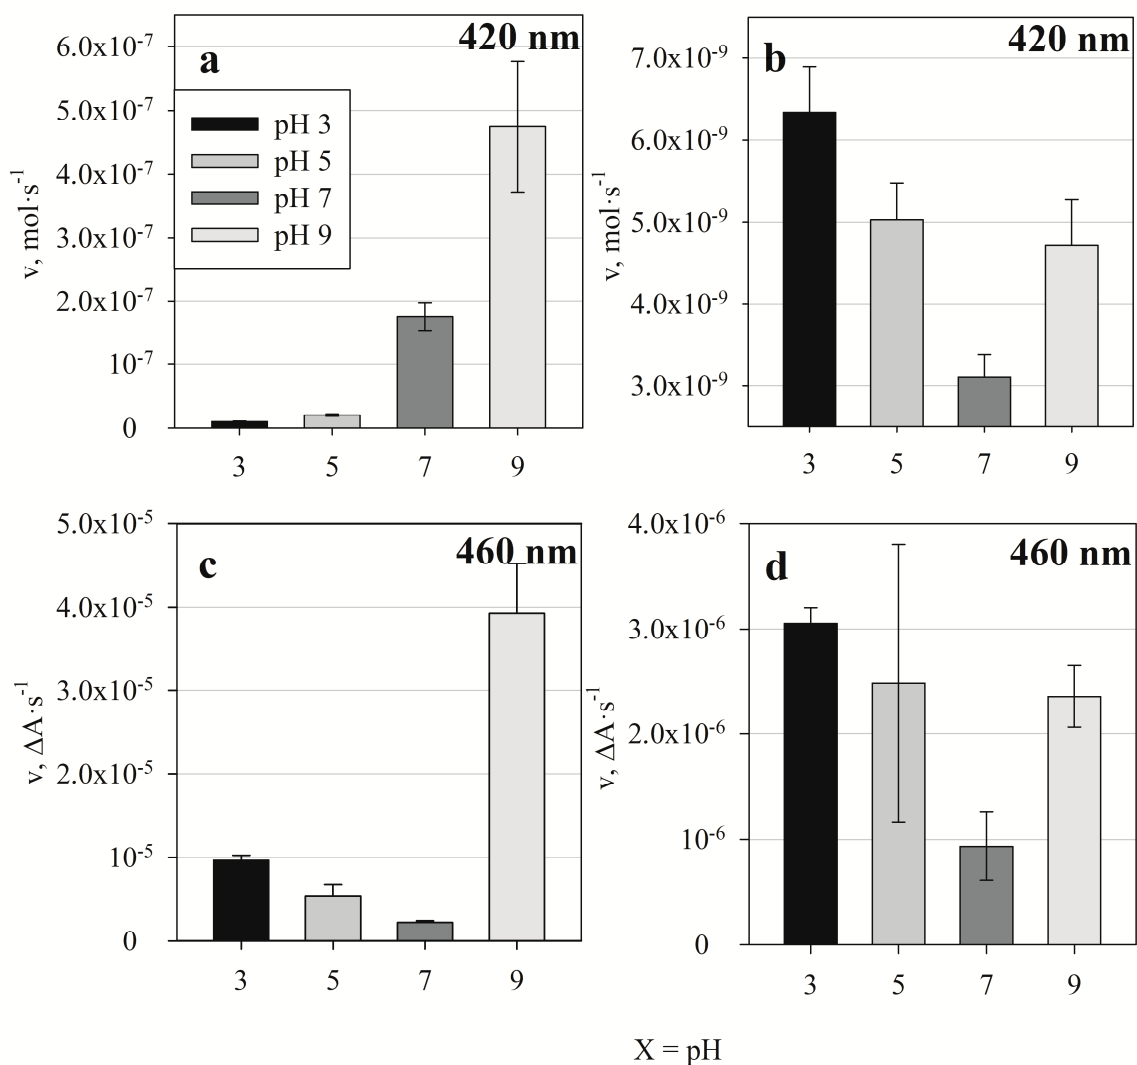 a
420 nm
6.0x10⁻⁷
5.0x10⁻⁷
4.0x10⁻⁷
3.0x10⁻⁷
2.0x10⁻⁷
10⁻⁷
0
v, mol·s⁻¹
pH 3
pH 5
pH 7
pH 9
3 5 7 9
b
420 nm
7.0x10⁻⁹
6.0x10⁻⁹
5.0x10⁻⁹
4.0x10⁻⁹
3.0x10⁻⁹
v, mol·s⁻¹
3 5 7 9
c
460 nm
5.0x10⁻⁵
4.0x10⁻⁵
3.0x10⁻⁵
2.0x10⁻⁵
10⁻⁵
0
v, ΔA·s⁻¹
3 5 7 9
d
460 nm
4.0x10⁻⁶
3.0x10⁻⁶
2.0x10⁻⁶
10⁻⁶
0
v, ΔA·s⁻¹
3 5 7 9
X = pH